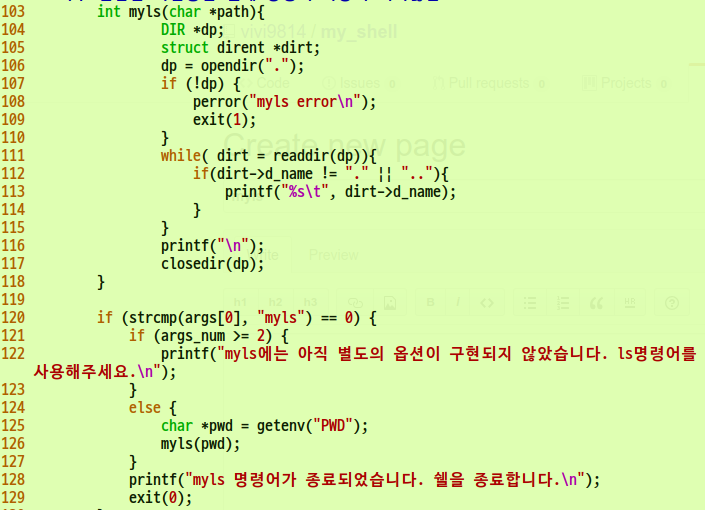 103 int myls(char *path){
104 DIR *dp;
105 struct dirent *dirt;
106 dp = opendir(".");
107 if (!dp) {
108 perror("myls error\n");
109 exit(1);
110 }
111 while( dirt = readdir(dp)){
112 if(dirt->d_name != "." || ".."){
113 printf("%s\t", dirt->d_name);
114 }
115 }
116 printf("\n");
117 closedir(dp);
118 }
119
120 if (strcmp(args[0], "myls") == 0) {
121 if (args_num >= 2) {
122 printf("myls에는 아직 별도의 옵션이 구현되지 않았습니다. ls명령어를
사용해주세요.\n");
123 }
124 else {
125 char *pwd = getenv("PWD");
126 myls(pwd);
127 }
128 printf("myls 명령어가 종료되었습니다. 쉘을 종료합니다.\n");
129 exit(0);
vivi9814 / my_shell
Code Issues 0 Pull requests 0 Projects 0
Create new page
Preview
h1 h2 h3 B i